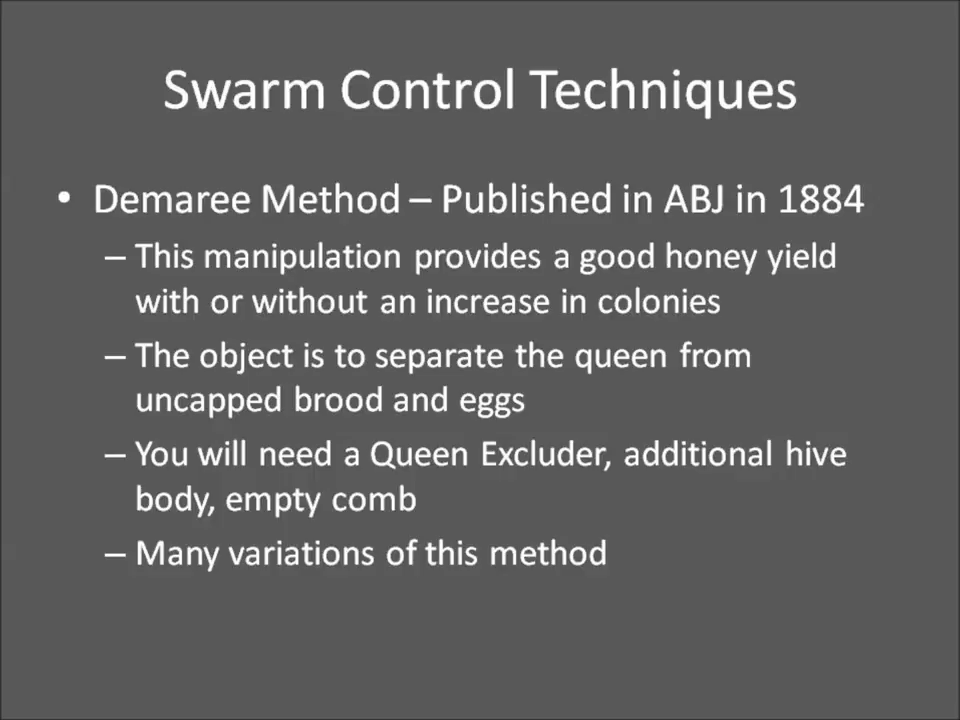 Swarm Control Techniques
• Demaree Method – Published in ABJ in 1884
– This manipulation provides a good honey yield
with or without an increase in colonies
– The object is to separate the queen from
uncapped brood and eggs
– You will need a Queen Excluder, additional hive
body, empty comb
– Many variations of this method